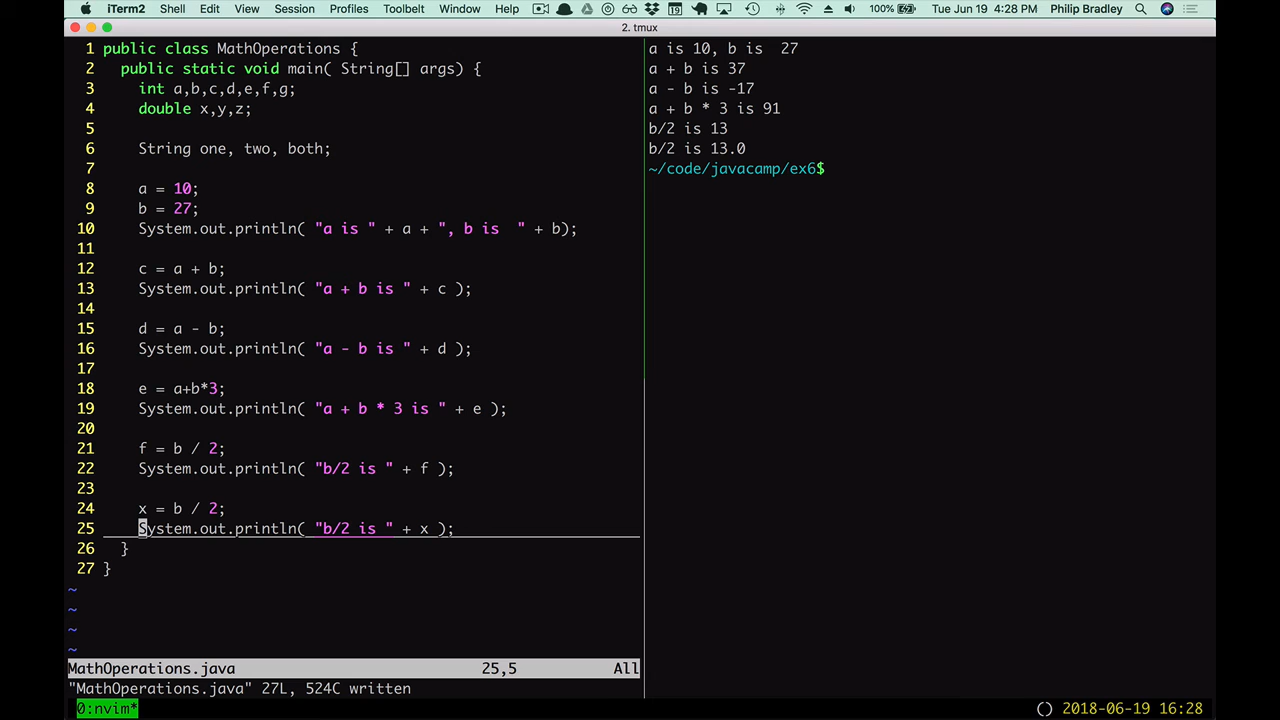 iTerm2 Shell Edit View Session Profiles Toolbelt Window Help 19 100% Tue Jun 19 4:28 PM Philip Bradley
2. tmux
1 public class MathOperations {
2   public static void main( String[] args) {
3     int a,b,c,d,e,f,g;
4     double x,y,z;
5
6     String one, two, both;
7
8     a = 10;
9     b = 27;
10     System.out.println( "a is " + a + ", b is  " + b);
11
12     c = a + b;
13     System.out.println( "a + b is " + c );
14
15     d = a - b;
16     System.out.println( "a - b is " + d );
17
18     e = a+b*3;
19     System.out.println( "a + b * 3 is " + e );
20
21     f = b / 2;
22     System.out.println( "b/2 is " + f );
23
24     x = b / 2;
25     System.out.println( "b/2 is " + x );
26   }
27 }
~
~
~
~
MathOperations.java 25,5 All
"MathOperations.java" 27L, 524C written
a is 10, b is  27
a + b is 37
a - b is -17
a + b * 3 is 91
b/2 is 13
b/2 is 13.0
~/code/javacamp/ex6$
0:nvim* 2018-06-19 16:28